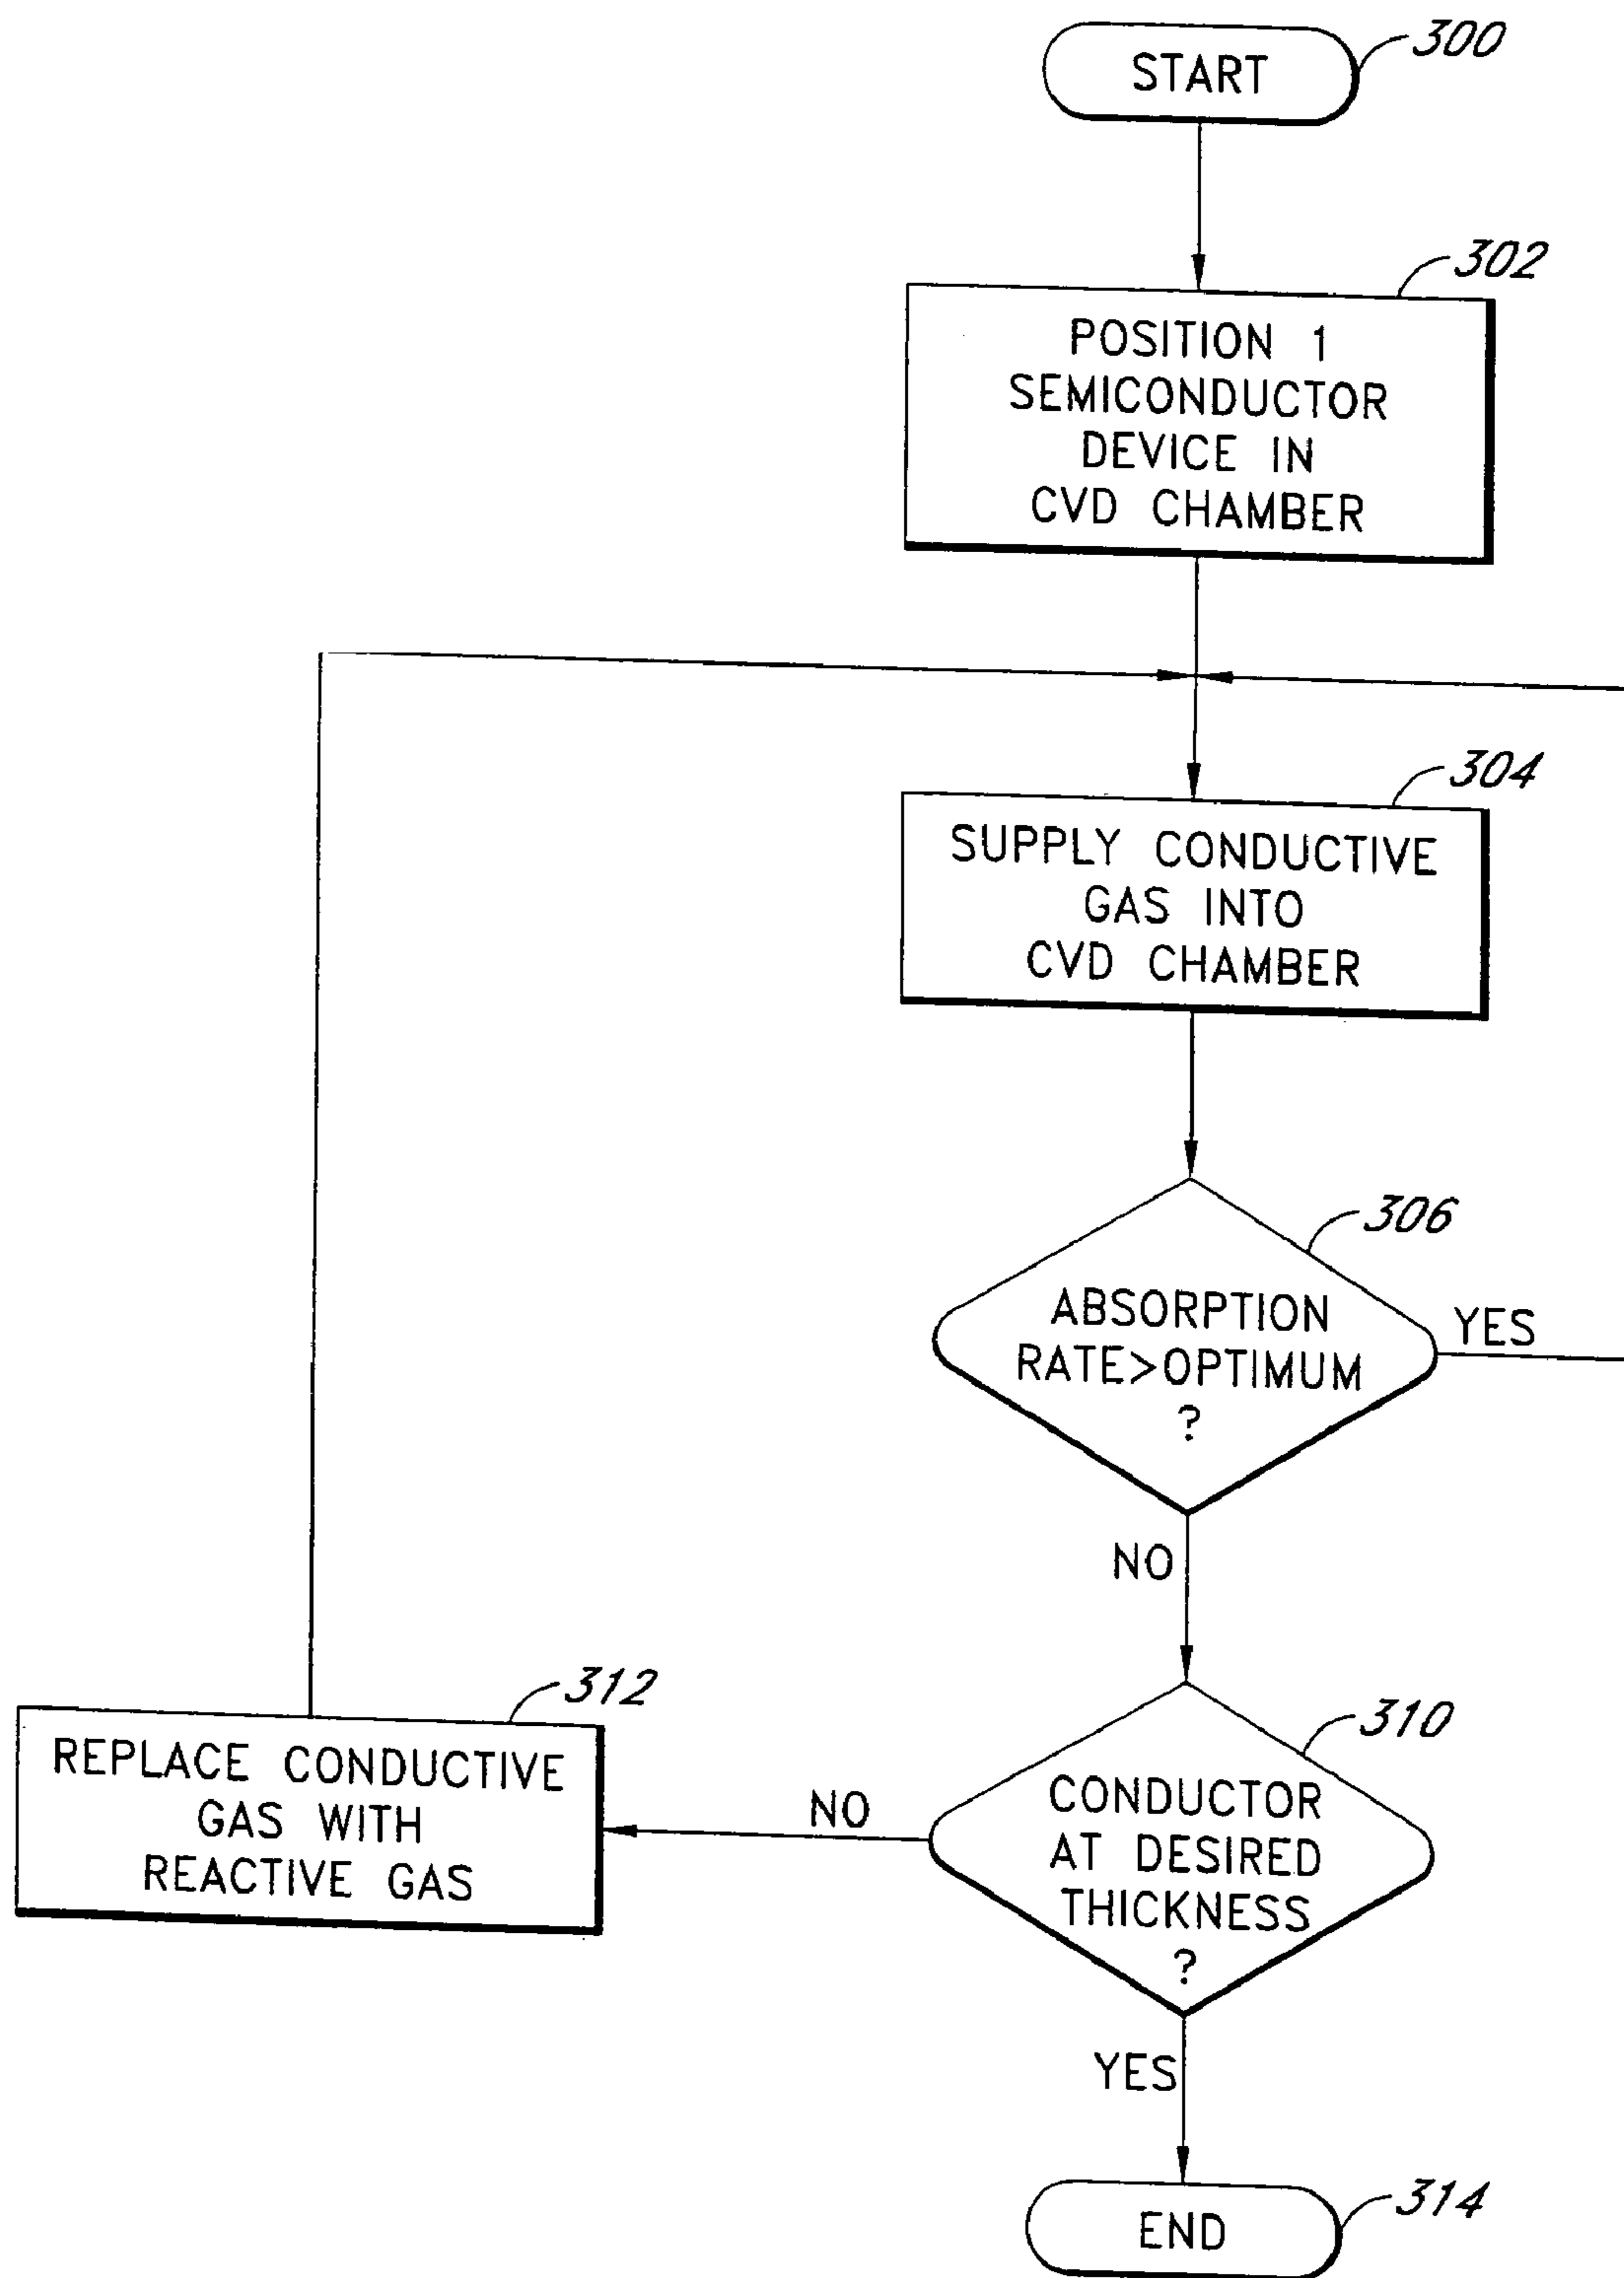 START
300
302
POSITION 1
SEMICONDUCTOR
DEVICE IN
CVD CHAMBER
304
SUPPLY CONDUCTIVE
GAS INTO
CVD CHAMBER
306
ABSORPTION
RATE>OPTIMUM
?
YES
NO
312
REPLACE CONDUCTIVE
GAS WITH
REACTIVE GAS
NO
310
CONDUCTOR
AT DESIRED
THICKNESS
?
YES
END
314